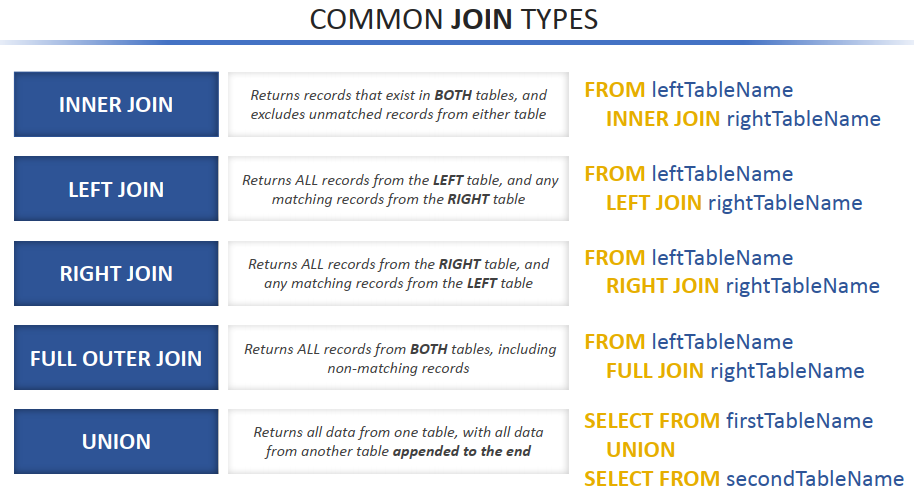 COMMON JOIN TYPES
INNER JOIN
Returns records that exist in BOTH tables, and
excludes unmatched records from either table
FROM leftTableName
INNER JOIN rightTableName
LEFT JOIN
Returns ALL records from the LEFT table, and any
matching records from the RIGHT table
FROM leftTableName
LEFT JOIN rightTableName
RIGHT JOIN
Returns ALL records from the RIGHT table, and
any matching records from the LEFT table
FROM leftTableName
RIGHT JOIN rightTableName
FULL OUTER JOIN
Returns ALL records from BOTH tables, including
non-matching records
FROM leftTableName
FULL JOIN rightTableName
UNION
Returns all data from one table, with all data
from another table appended to the end
SELECT FROM firstTableName
UNION
SELECT FROM secondTableName